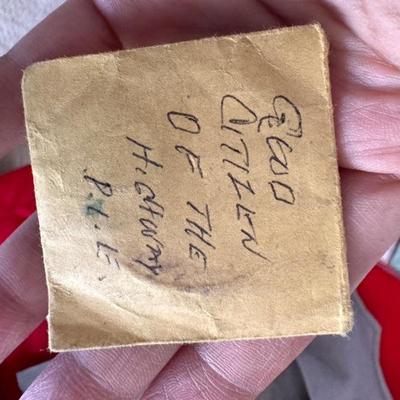 GOOD
CITIZEN
OF THE
HIGHWAY
P.I.E.